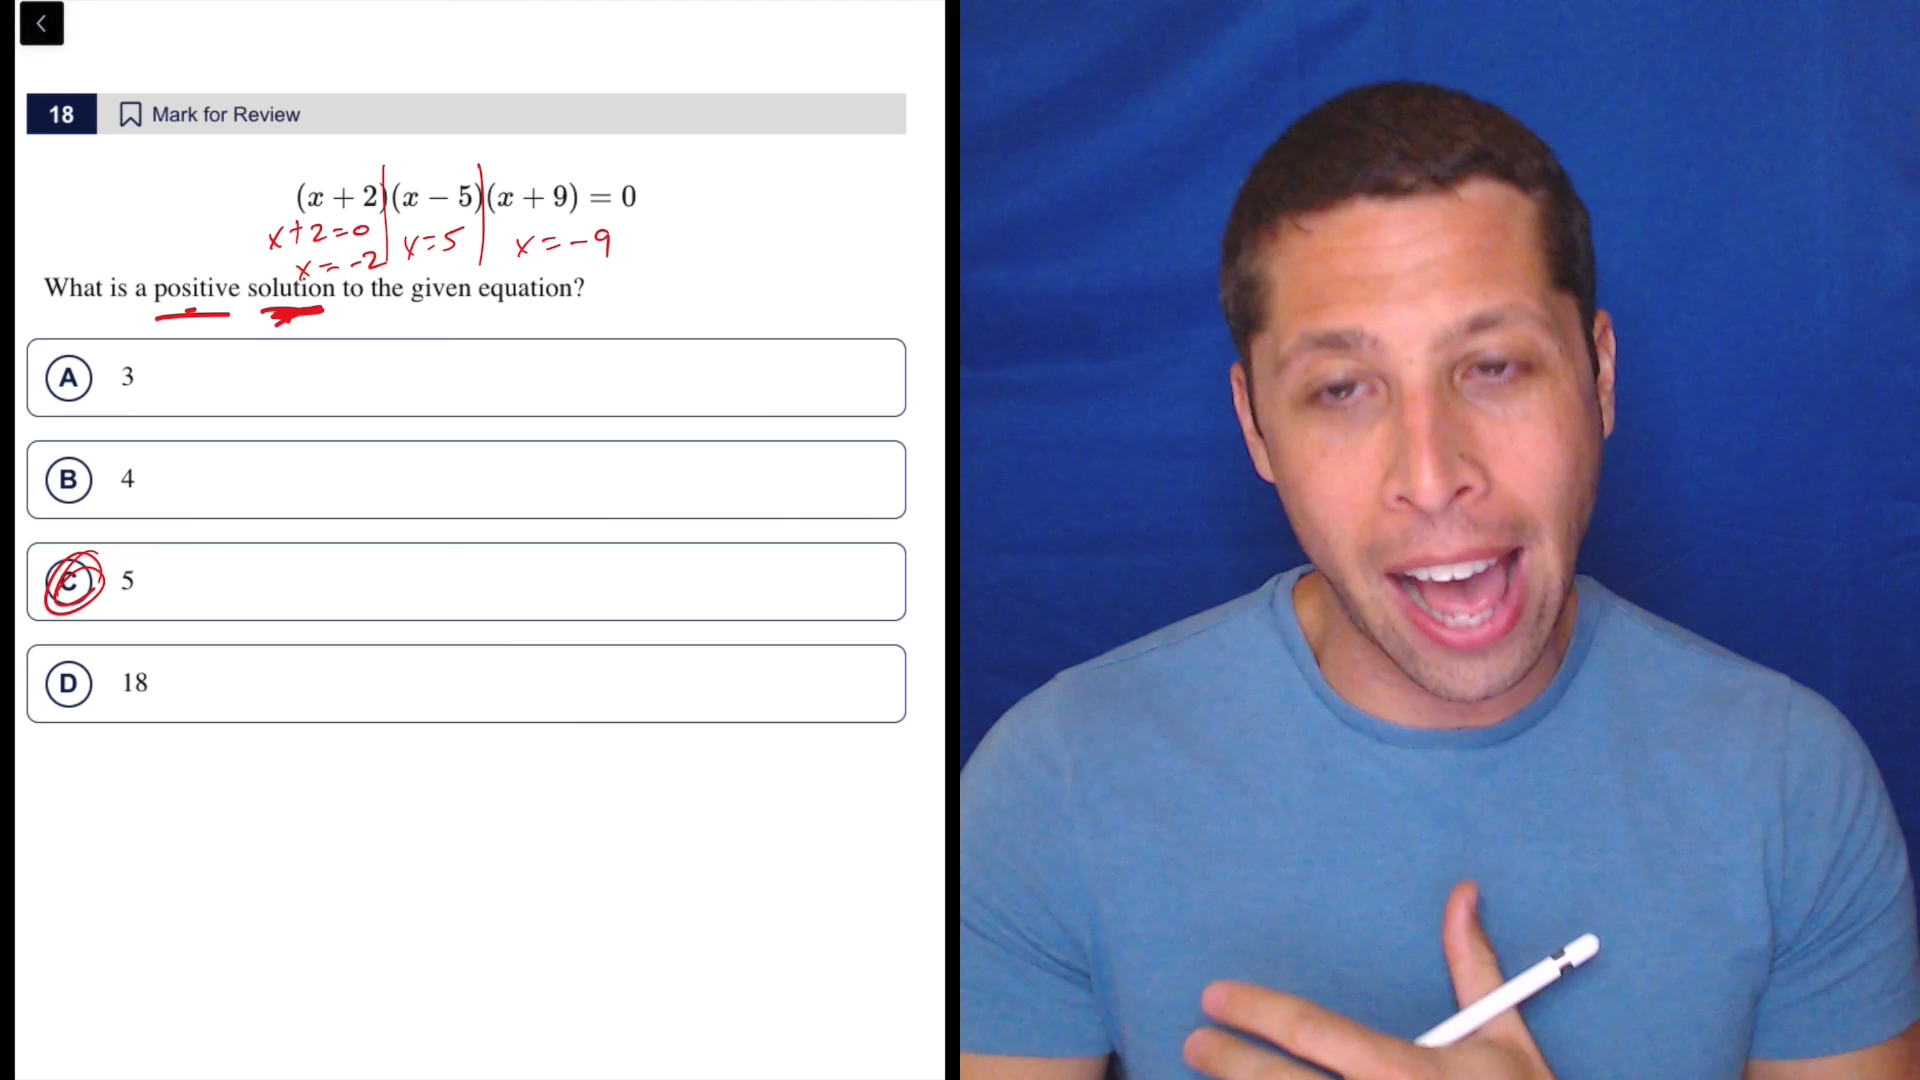 18 Mark for Review
(x + 2)(x − 5)(x + 9) = 0
x+2=0 x=5 x=-9
x=-2
What is a positive solution to the given equation?
A 3
B 4
C 5
D 18